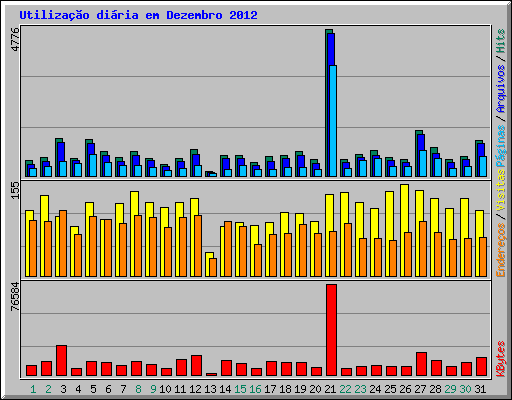 Utilização diária em Dezembro 2012
4776
155
76584
Endereços / Visitas Páginas / Arquivos / Hits
KBytes
1 2 3 4 5 6 7 8 9 10 11 12 13 14 15 16 17 18 19 20 21 22 23 24 25 26 27 28 29 30 31